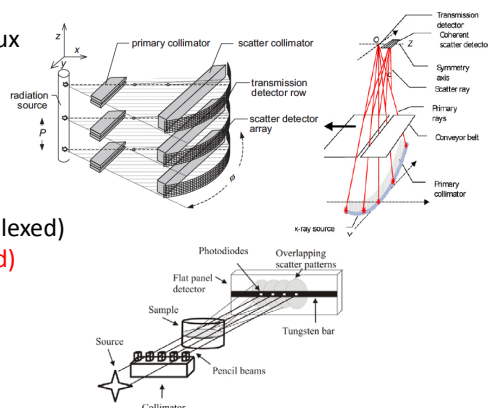 ux
z
x
y
primary collimator
scatter collimator
radiation
source
P
transmission
detector row
scatter detector
array
ϕ
Transmission
detector
Coherent
scatter detector
O
Z
Symmetry
axis
Scatter ray
Primary
rays
Conveyor belt
Primary
collimator
x-ray source
Y
lexed)
d)
Photodiodes
Overlapping
scatter patterns
Flat panel
detector
Sample
Source
Tungsten bar
Pencil beams
Collimator